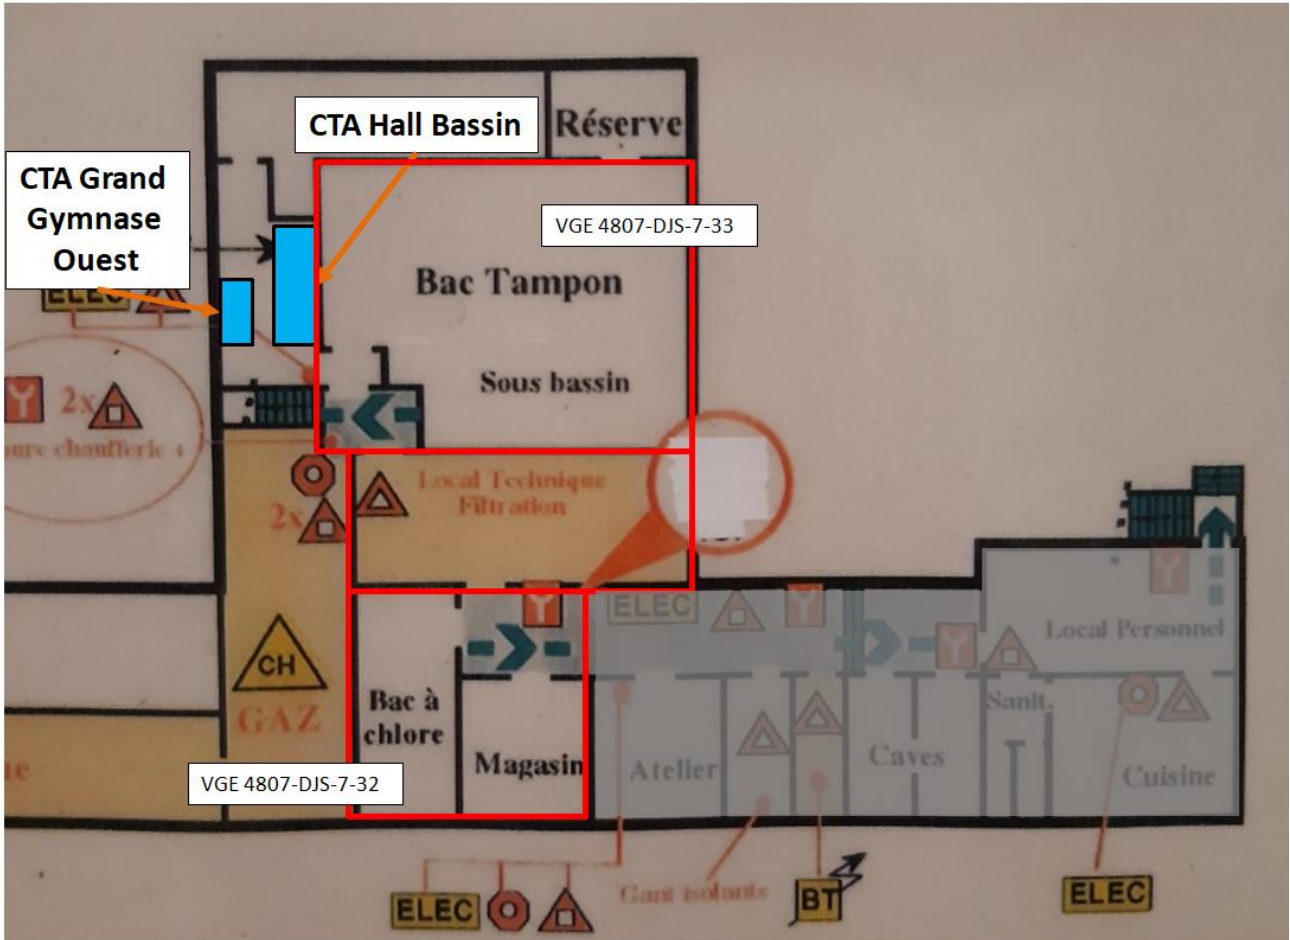 Réserve
CTA Hall Bassin
CTA Grand
Gymnase
Ouest
VGE 4807-DJS-7-33
Bac Tampon
ELEC
Sous bassin
2x
chaufferie +
Local Technique
Filtration
2x
ELEC
Local Personnel
CH
GAZ
Bac à
chlore
Sanit.
Magasin
Atelier
Caves
Cuisine
VGE 4807-DJS-7-32
Gant isolants
ELEC
BT
ELEC